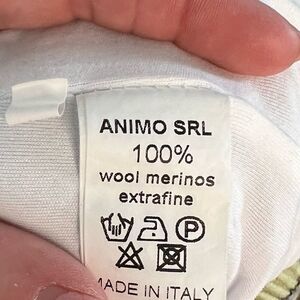 ANIMO SRL
100%
wool merinos
extrafine
P
MADE IN ITALY